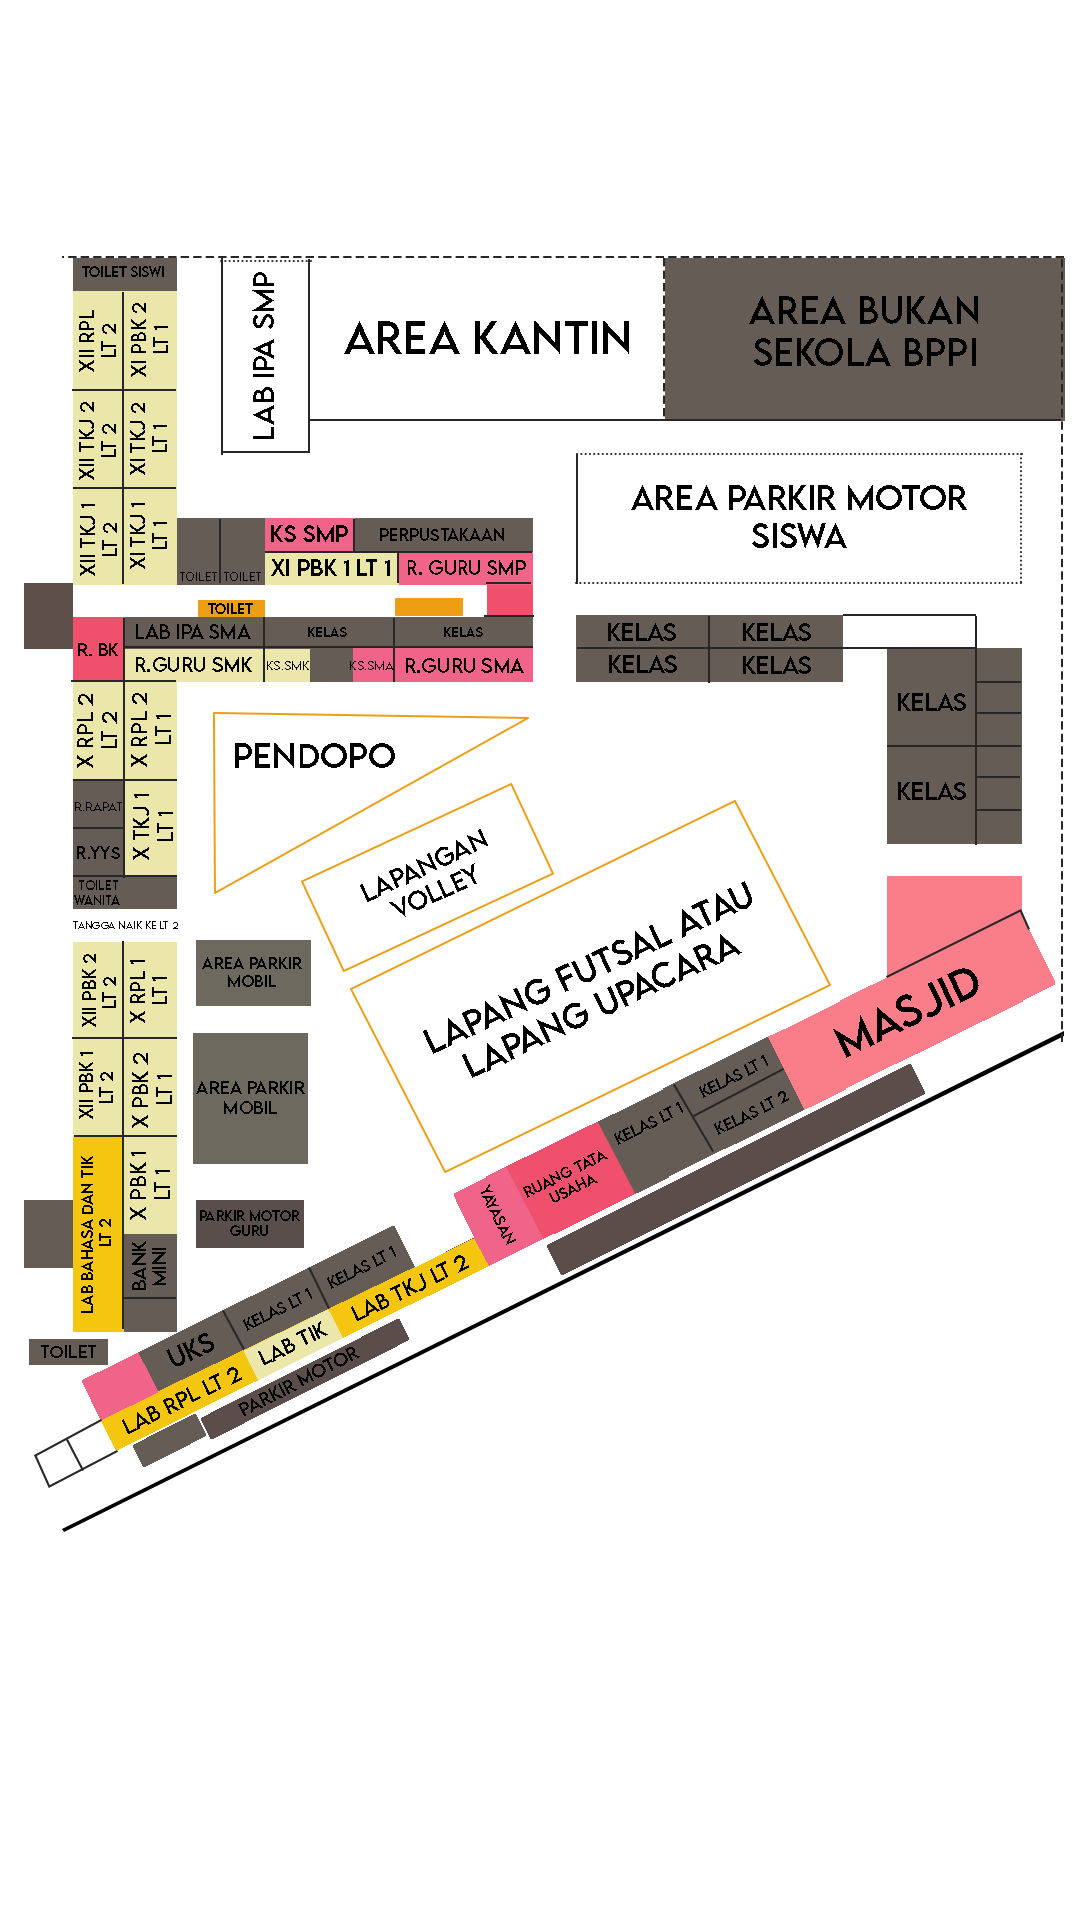 TOILET SISWI
XII RPL
LT 2
XI PBK 2
LT 1
LAB IPA SMP
AREA KANTIN
AREA BUKAN
SEKOLA BPPI
XII TKJ 2
LT 2
XI TKJ 2
LT 1
AREA PARKIR MOTOR
SISWA
XII TKJ 1
LT 2
XI TKJ 1
LT 1
TOILET
TOILET
KS SMP
PERPUSTAKAAN
XI PBK 1 LT 1
R. GURU SMP
TOILET
R. BK
LAB IPA SMA
KELAS
KELAS
R.GURU SMK
KS.SMK
KS.SMA
R.GURU SMA
KELAS
KELAS
KELAS
KELAS
KELAS
KELAS
X RPL 2
LT 2
X RPL 2
LT 1
PENDOPO
R.RAPAT
R.YYS
X TKJ 1
LT 1
TOILET
WANITA
TANGGA NAIK KE LT 2
LAPANGAN
VOLLEY
LAPANG FUTSAL ATAU
LAPANG UPACARA
XII PBK 2
LT 2
X RPL 1
LT 1
AREA PARKIR
MOBIL
XII PBK 1
LT 2
X PBK 2
LT 1
AREA PARKIR
MOBIL
MASJID
KELAS LT 1
KELAS LT 1
KELAS LT 2
RUANG TATA
USAHA
YAYASAN
LAB BAHASA DAN TIK
LT 2
X PBK 1
LT 1
BANK
MINI
PARKIR MOTOR
GURU
TOILET
UKS
KELAS LT 1
KELAS LT 1
LAB RPL LT 2
LAB TIK
LAB TKJ LT 2
PARKIR MOTOR